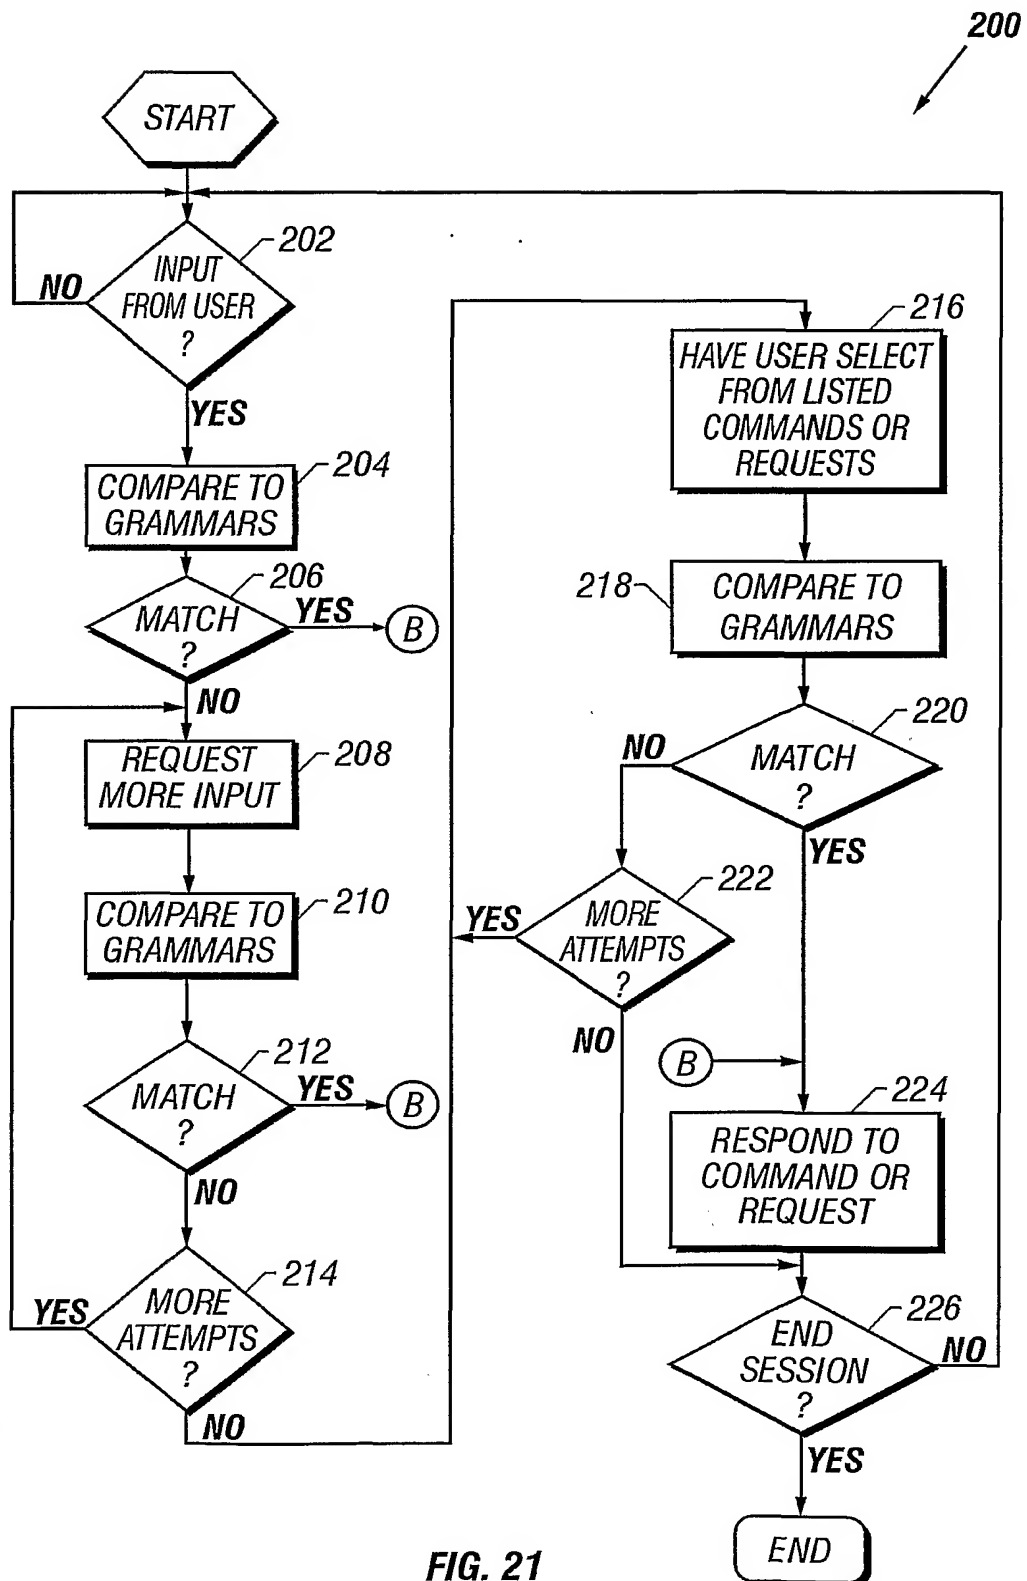 200
START
202
INPUT
FROM USER
?
NO
YES
204
COMPARE TO
GRAMMARS
206
MATCH
?
YES
B
NO
208
REQUEST
MORE INPUT
210
COMPARE TO
GRAMMARS
212
MATCH
?
YES
B
NO
214
MORE
ATTEMPTS
?
YES
NO
216
HAVE USER SELECT
FROM LISTED
COMMANDS OR
REQUESTS
218
COMPARE TO
GRAMMARS
220
MATCH
?
NO
YES
222
MORE
ATTEMPTS
?
YES
NO
B
224
RESPOND TO
COMMAND OR
REQUEST
226
END
SESSION
?
NO
YES
END
FIG. 21